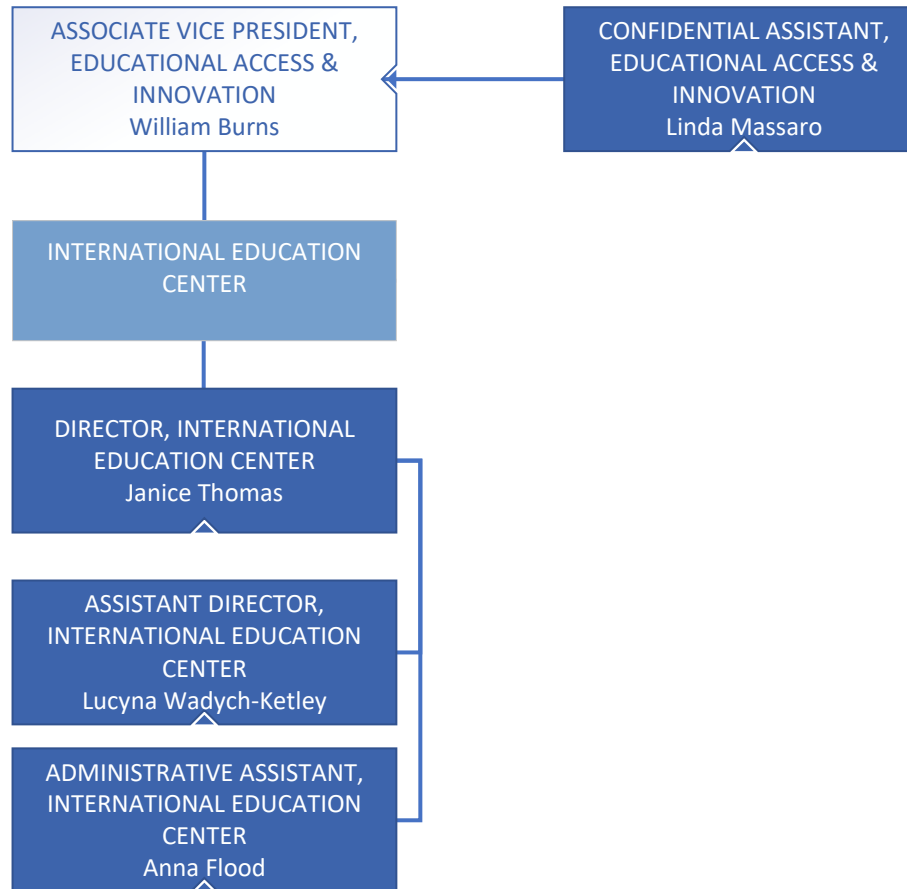 ASSOCIATE VICE PRESIDENT,
EDUCATIONAL ACCESS &
INNOVATION
William Burns
CONFIDENTIAL ASSISTANT,
EDUCATIONAL ACCESS &
INNOVATION
Linda Massaro
INTERNATIONAL EDUCATION
CENTER
DIRECTOR, INTERNATIONAL
EDUCATION CENTER
Janice Thomas
ASSISTANT DIRECTOR,
INTERNATIONAL EDUCATION
CENTER
Lucyna Wadych-Ketley
ADMINISTRATIVE ASSISTANT,
INTERNATIONAL EDUCATION
CENTER
Anna Flood